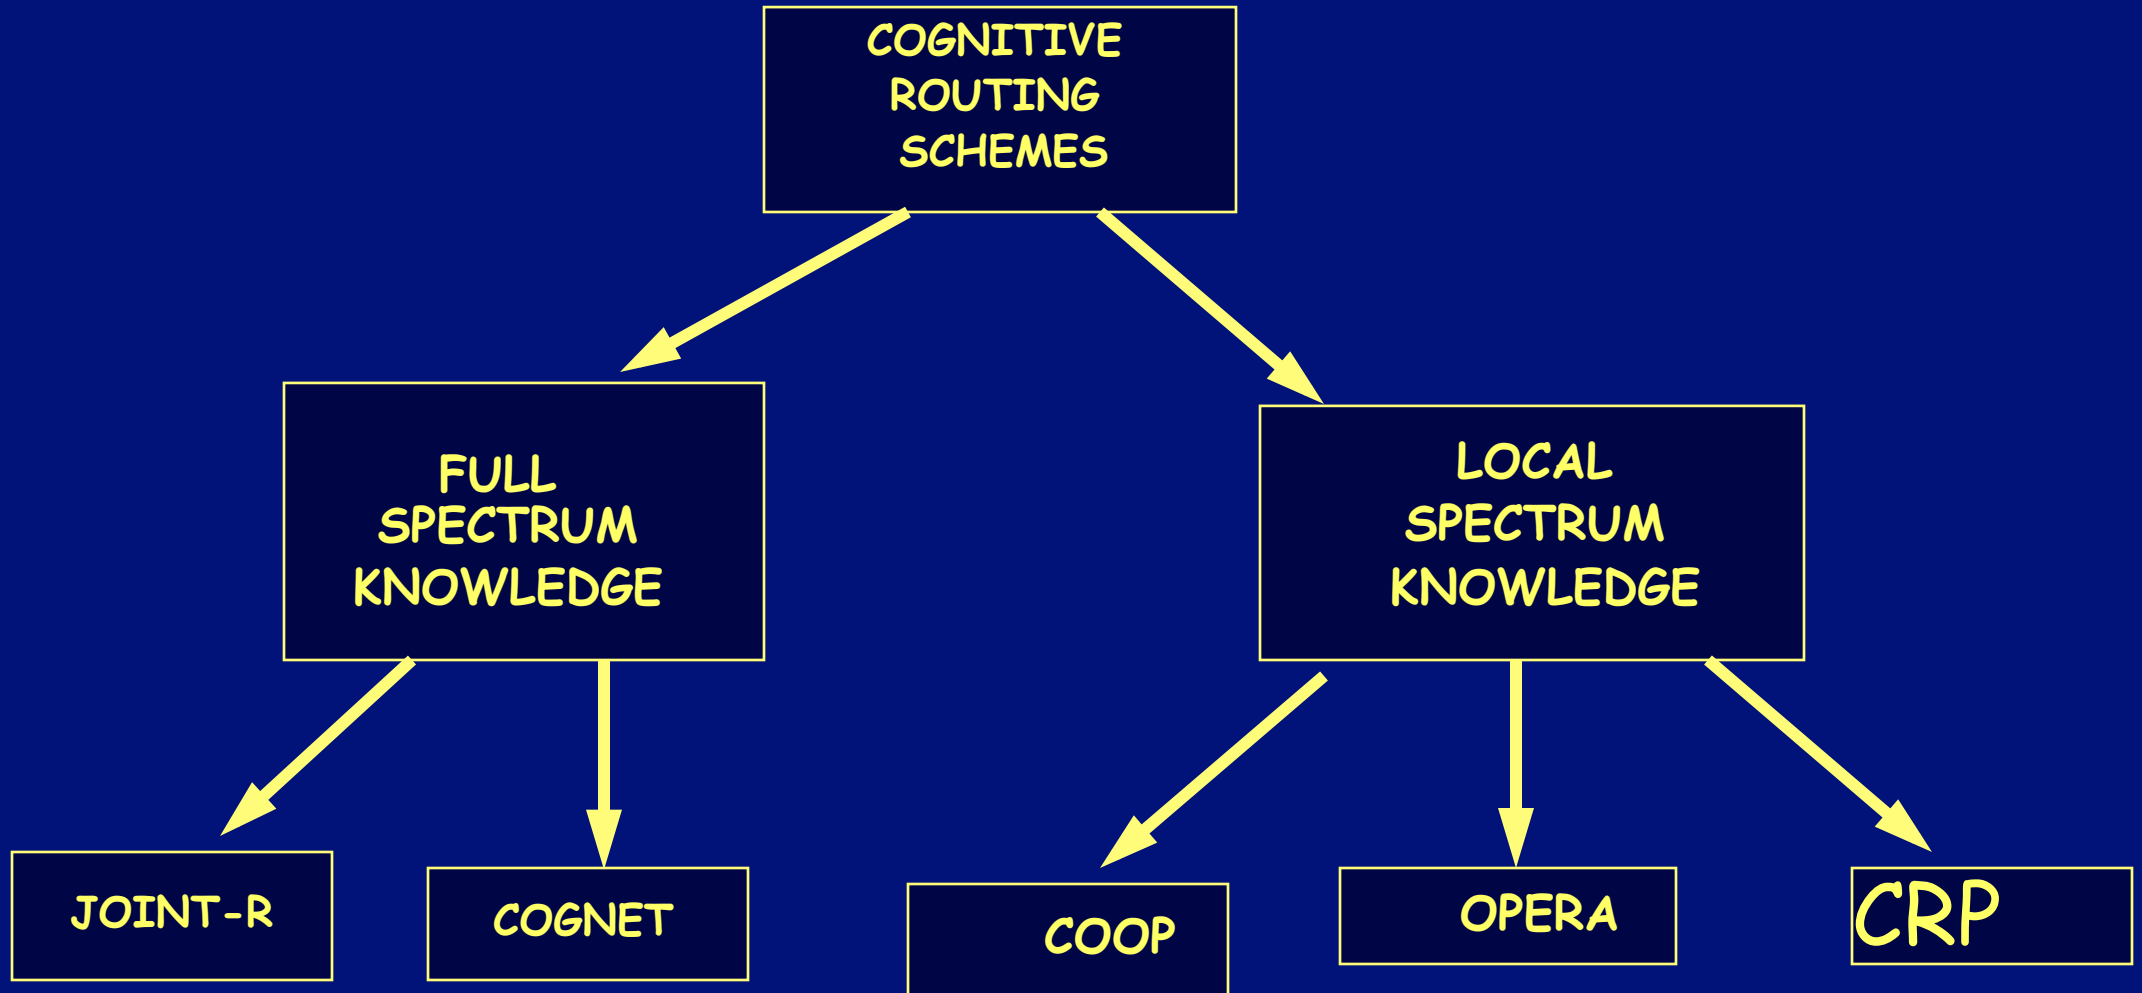 COGNITIVE
ROUTING
SCHEMES
FULL
SPECTRUM
KNOWLEDGE
LOCAL
SPECTRUM
KNOWLEDGE
JOINT-R
COGNET
COOP
OPERA
CRP